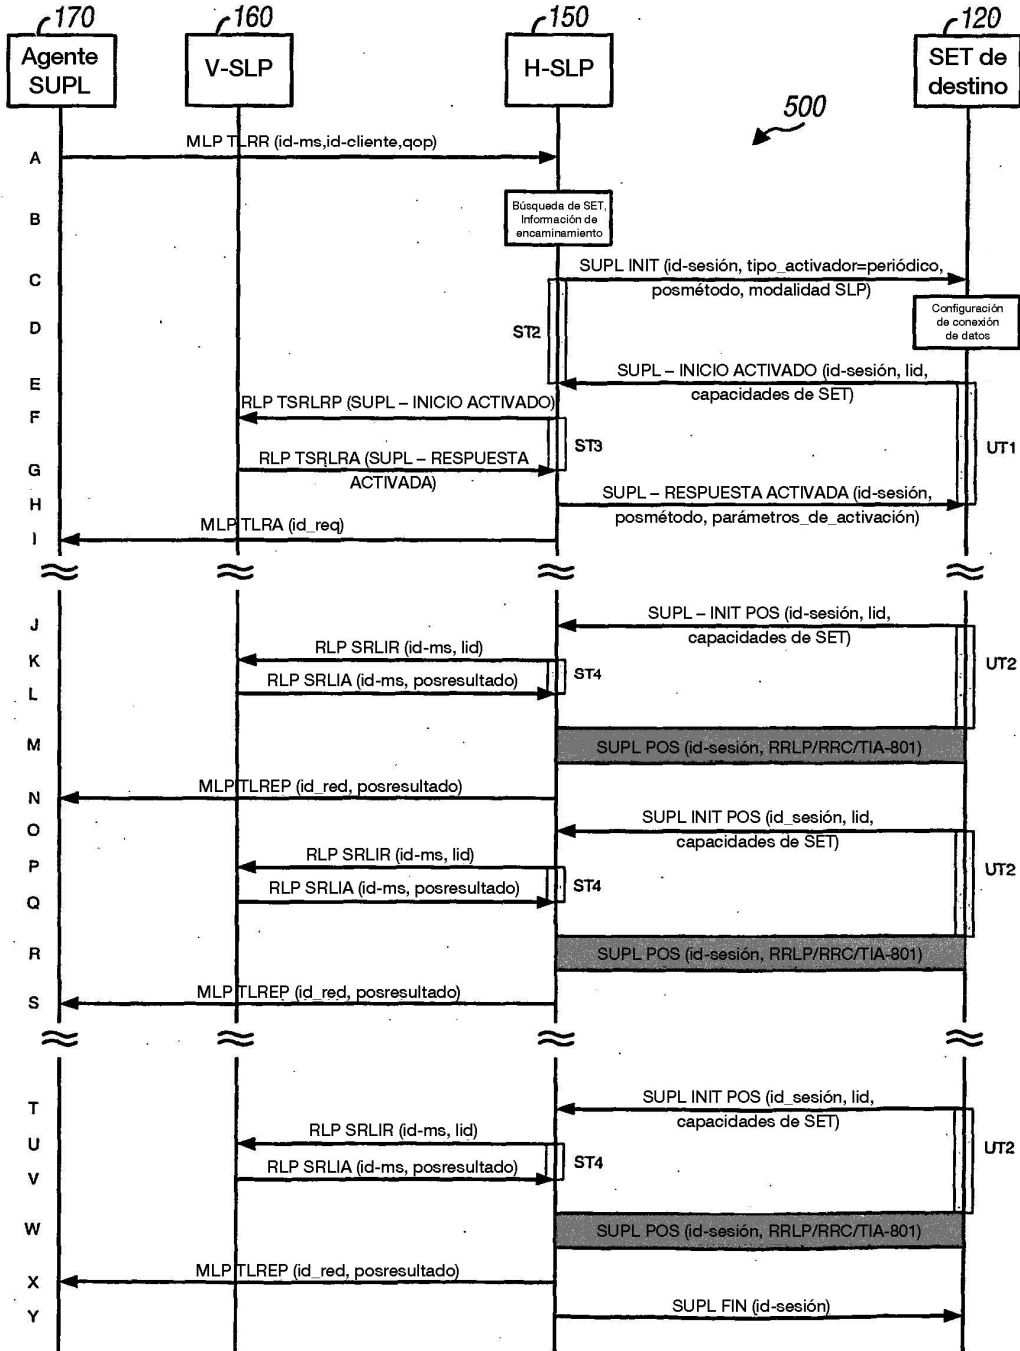 170
160
150
120
Agente
SUPL
V-SLP
H-SLP
SET de
destino
500
A
MLP TLRR (id-ms,id-cliente,qop)
B
Búsqueda de SET,
Información de
encaminamiento
C
SUPL INIT (id-sesión, tipo_activador=periódico,
posmétodo, modalidad SLP)
D
ST2
Configuración
de conexión
de datos
E
SUPL – INICIO ACTIVADO (id-sesión, lid,
capacidades de SET)
F
RLP TSRLRP (SUPL – INICIO ACTIVADO)
ST3
UT1
G
RLP TSRLRA (SUPL – RESPUESTA
ACTIVADA)
H
SUPL – RESPUESTA ACTIVADA (id-sesión,
posmétodo, parámetros_de_activación)
I
MLP TLRA (id_req)
J
SUPL – INIT POS (id-sesión, lid,
capacidades de SET)
K
RLP SRLIR (id-ms, lid)
ST4
UT2
L
RLP SRLIA (id-ms, posresultado)
M
SUPL POS (id-sesión, RRLP/RRC/TIA-801)
N
MLP TLREP (id_red, posresultado)
O
SUPL INIT POS (id_sesión, lid,
capacidades de SET)
P
RLP SRLIR (id-ms, lid)
ST4
UT2
Q
RLP SRLIA (id-ms, posresultado)
R
SUPL POS (id-sesión, RRLP/RRC/TIA-801)
S
MLP TLREP (id_red, posresultado)
T
SUPL INIT POS (id_sesión, lid,
capacidades de SET)
U
RLP SRLIR (id-ms, lid)
ST4
UT2
V
RLP SRLIA (id-ms, posresultado)
W
SUPL POS (id-sesión, RRLP/RRC/TIA-801)
X
MLP TLREP (id_red, posresultado)
Y
SUPL FIN (id-sesión)